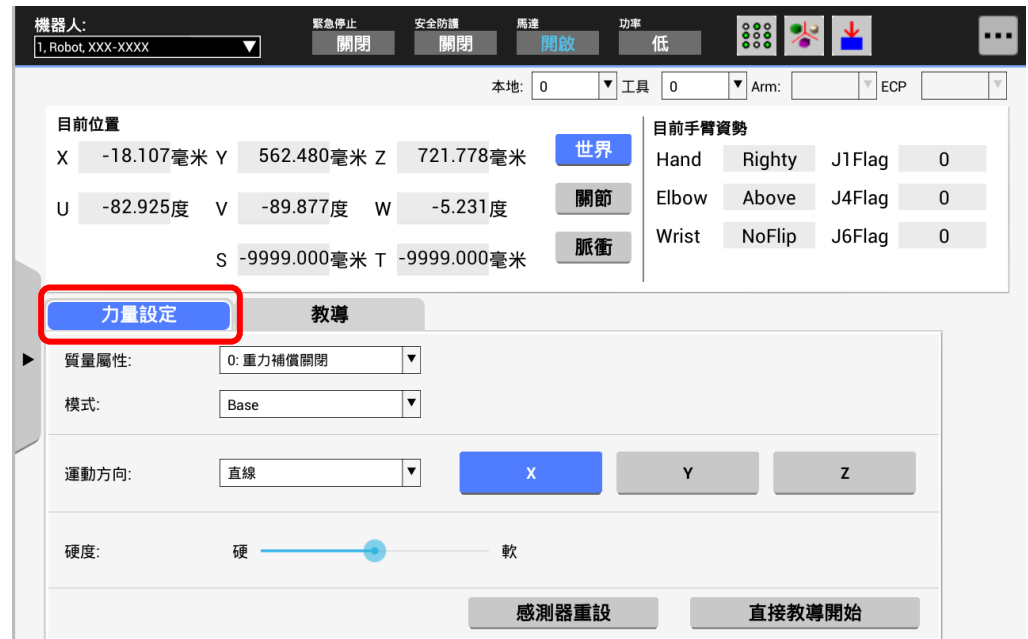 機器人: 緊急停止 安全防護 馬達 功率
1, Robot, XXX-XXXX 關閉 關閉 開啟 低
本地: 0 工具 0 Arm: ECP
目前位置 目前手臂資勢
X -18.107毫米 Y 562.480毫米 Z 721.778毫米 世界 Hand Righty J1Flag 0
U -82.925度 V -89.877度 W -5.231度 關節 Elbow Above J4Flag 0
S -9999.000毫米 T -9999.000毫米 脈衝 Wrist NoFlip J6Flag 0
力量設定 教導
質量屬性: 0: 重力補償關閉
模式: Base
運動方向: 直線 X Y Z
硬度: 硬 軟
感測器重設 直接教導開始